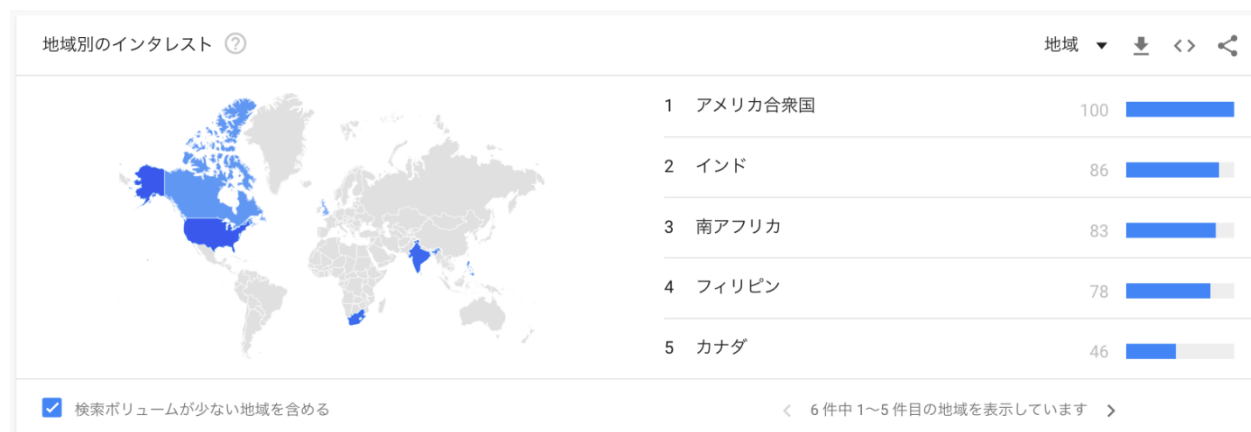 地域別のインタレスト ?
地域
1 アメリカ合衆国 100
2 インド 86
3 南アフリカ 83
4 フィリピン 78
5 カナダ 46
検索ボリュームが少ない地域を含める
6 件中 1～5 件目の地域を表示しています